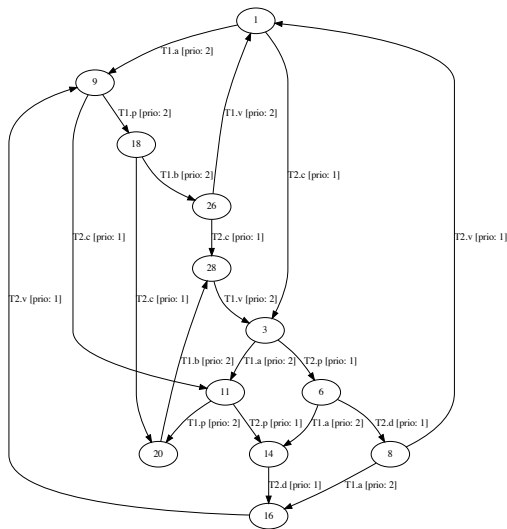 1
T1.a [prio: 2]
9
T1.p [prio: 2]
T1.v [prio: 2]
18
T1.b [prio: 2]
T2.c [prio: 1]
26
T2.c [prio: 1]
T2.c [prio: 1]
T2.v [prio: 1]
28
T2.v [prio: 1]
T2.c [prio: 1]
T1.v [prio: 2]
3
T1.b [prio: 2]
T1.a [prio: 2]
T2.p [prio: 1]
11
6
T1.p [prio: 2]
T2.p [prio: 1]
T1.a [prio: 2]
T2.d [prio: 1]
20
14
8
T2.d [prio: 1]
T1.a [prio: 2]
16